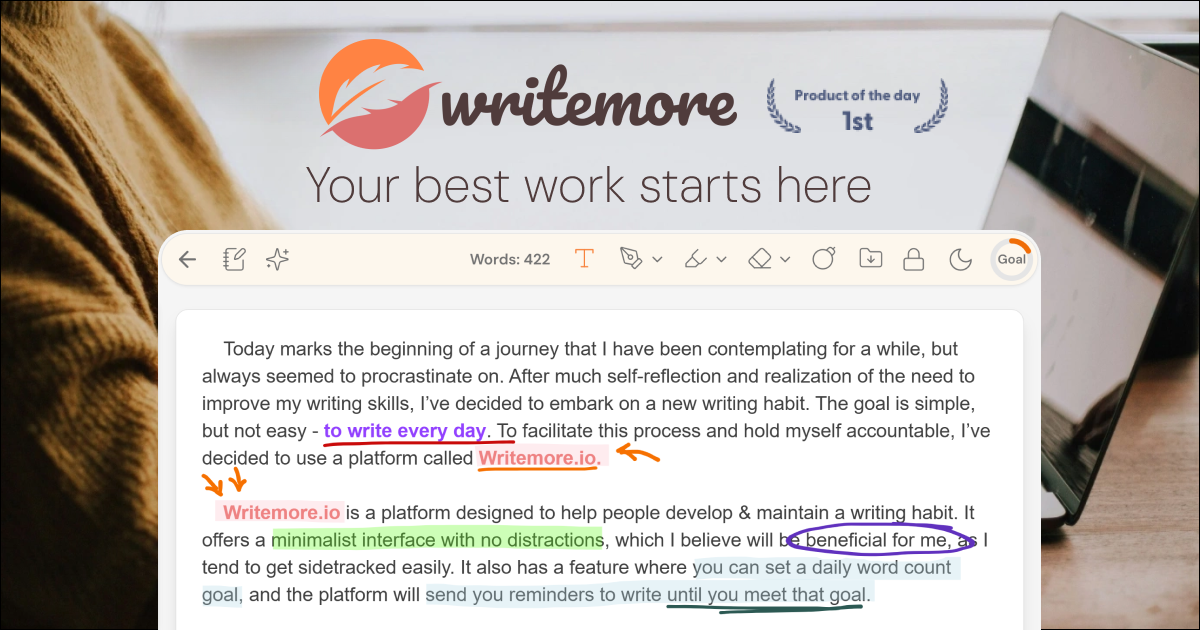 writemore
Product of the day
1st
Your best work starts here
Words: 422
T
Goal
Today marks the beginning of a journey that I have been contemplating for a while, but
always seemed to procrastinate on. After much self-reflection and realization of the need to
improve my writing skills, I’ve decided to embark on a new writing habit. The goal is simple,
but not easy - to write every day. To facilitate this process and hold myself accountable, I’ve
decided to use a platform called Writemore.io.
Writemore.io is a platform designed to help people develop & maintain a writing habit. It
offers a minimalist interface with no distractions, which I believe will be beneficial for me, as I
tend to get sidetracked easily. It also has a feature where you can set a daily word count
goal, and the platform will send you reminders to write until you meet that goal.